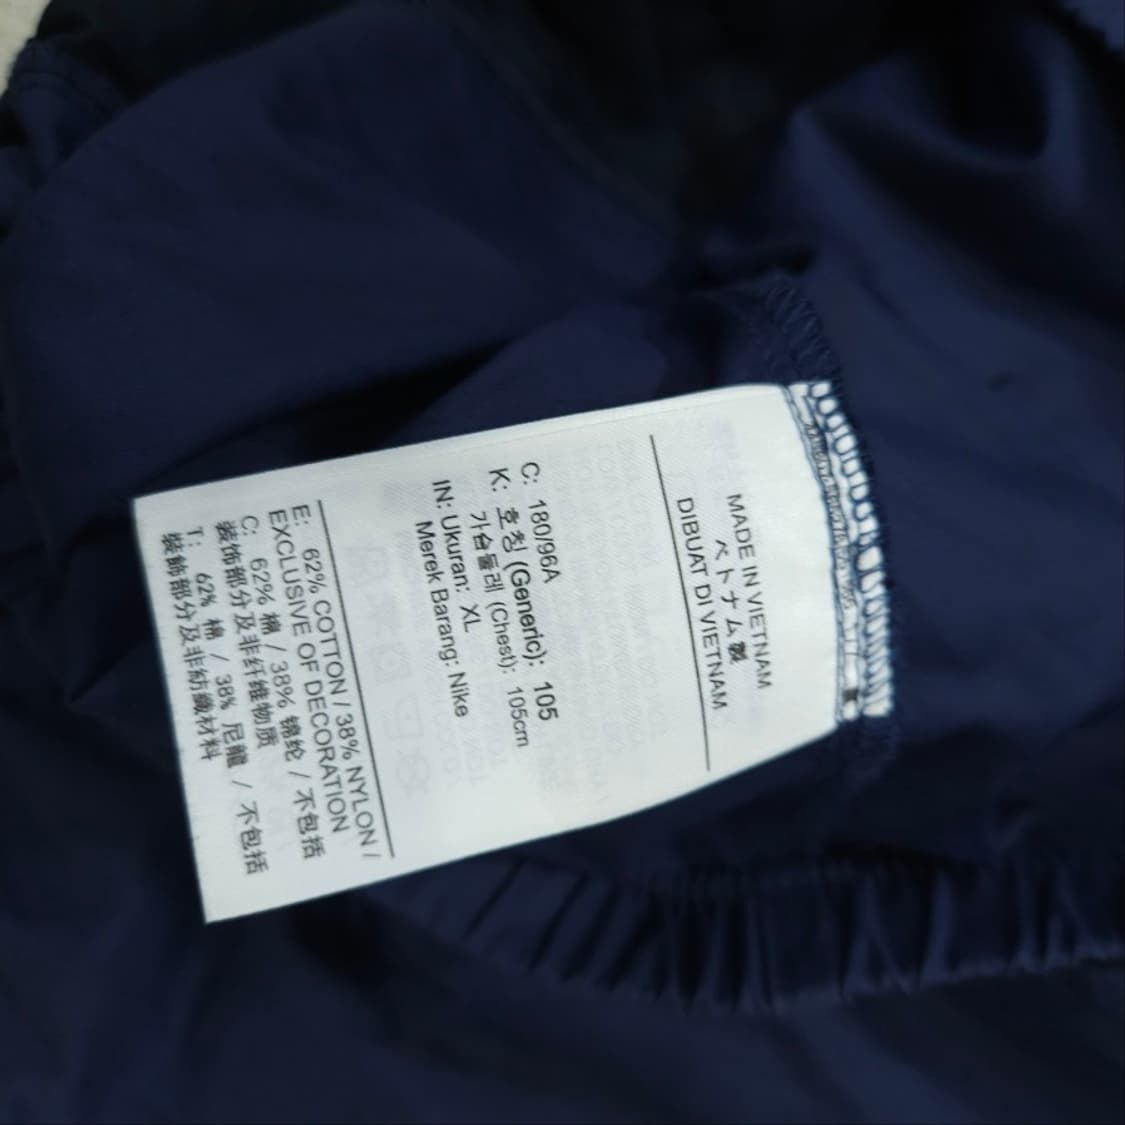 MADE IN VIETNAM
ベトナム製
DIBUAT DI VIETNAM
C: 180/96A
K: 호칭 (Generic): 105
가슴둘레 (Chest): 105cm
IN: Ukuran: XL
Merek Barang: Nike
E: 62% COTTON / 38% NYLON /
EXCLUSIVE OF DECORATION
C: 62% 棉 / 38% 锦纶 / 不包括
装饰部分及非纤维物质
T: 62% 棉 / 38% 尼龍 / 不包括
裝飾部分及非紡織材料